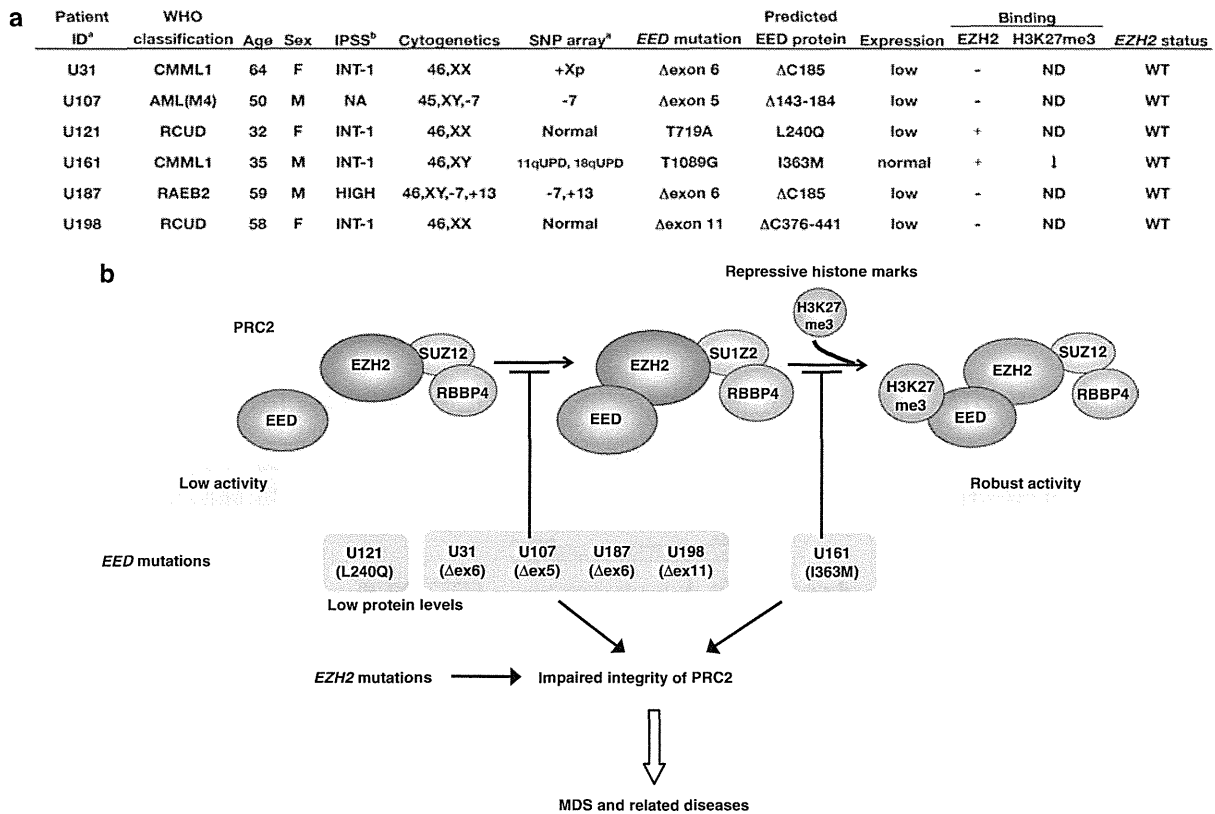 a
Patient WHO Predicted Binding
IDa classification Age Sex IPSSb Cytogenetics SNP arraya EED mutation EED protein Expression EZH2 H3K27me3 EZH2 status
U31 CMML1 64 F INT-1 46,XX +Xp Δexon 6 ΔC185 low - ND WT
U107 AML(M4) 50 M NA 45,XY,-7 -7 Δexon 5 Δ143-184 low - ND WT
U121 RCUD 32 F INT-1 46,XX Normal T719A L240Q low + ND WT
U161 CMML1 35 M INT-1 46,XY 11qUPD, 18qUPD T1089G I363M normal + ↓ WT
U187 RAEB2 59 M HIGH 46,XY,-7,+13 -7,+13 Δexon 6 ΔC185 low - ND WT
U198 RCUD 58 F INT-1 46,XX Normal Δexon 11 ΔC376-441 low - ND WT
b
Repressive histone marks
H3K27
me3
PRC2
EZH2 SUZ12
RBBP4
EED
EZH2 SU1Z2
RBBP4
EED
EZH2 SUZ12
RBBP4
H3K27
me3
EED
Low activity
Robust activity
EED mutations
U121
(L240Q)
U31
(Δex6)
U107
(Δex5)
U187
(Δex6)
U198
(Δex11)
U161
(I363M)
Low protein levels
EZH2 mutations
Impaired integrity of PRC2
MDS and related diseases